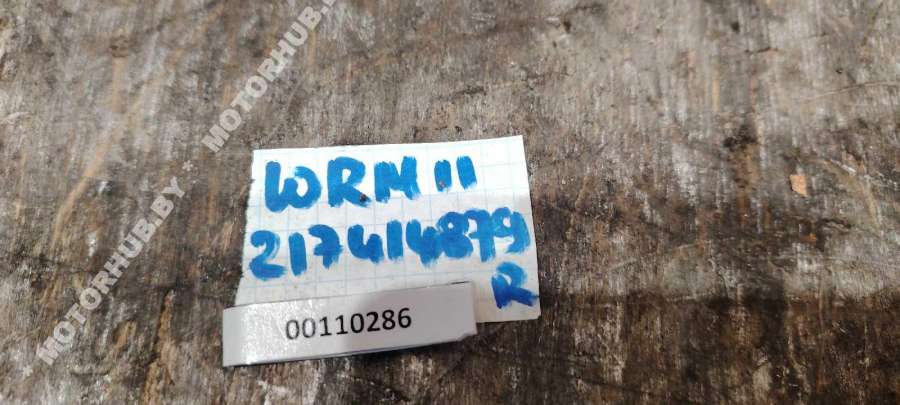 MOTORHUB.BY
MOTORHUB.BY
WRM11
217414879
R
00110286